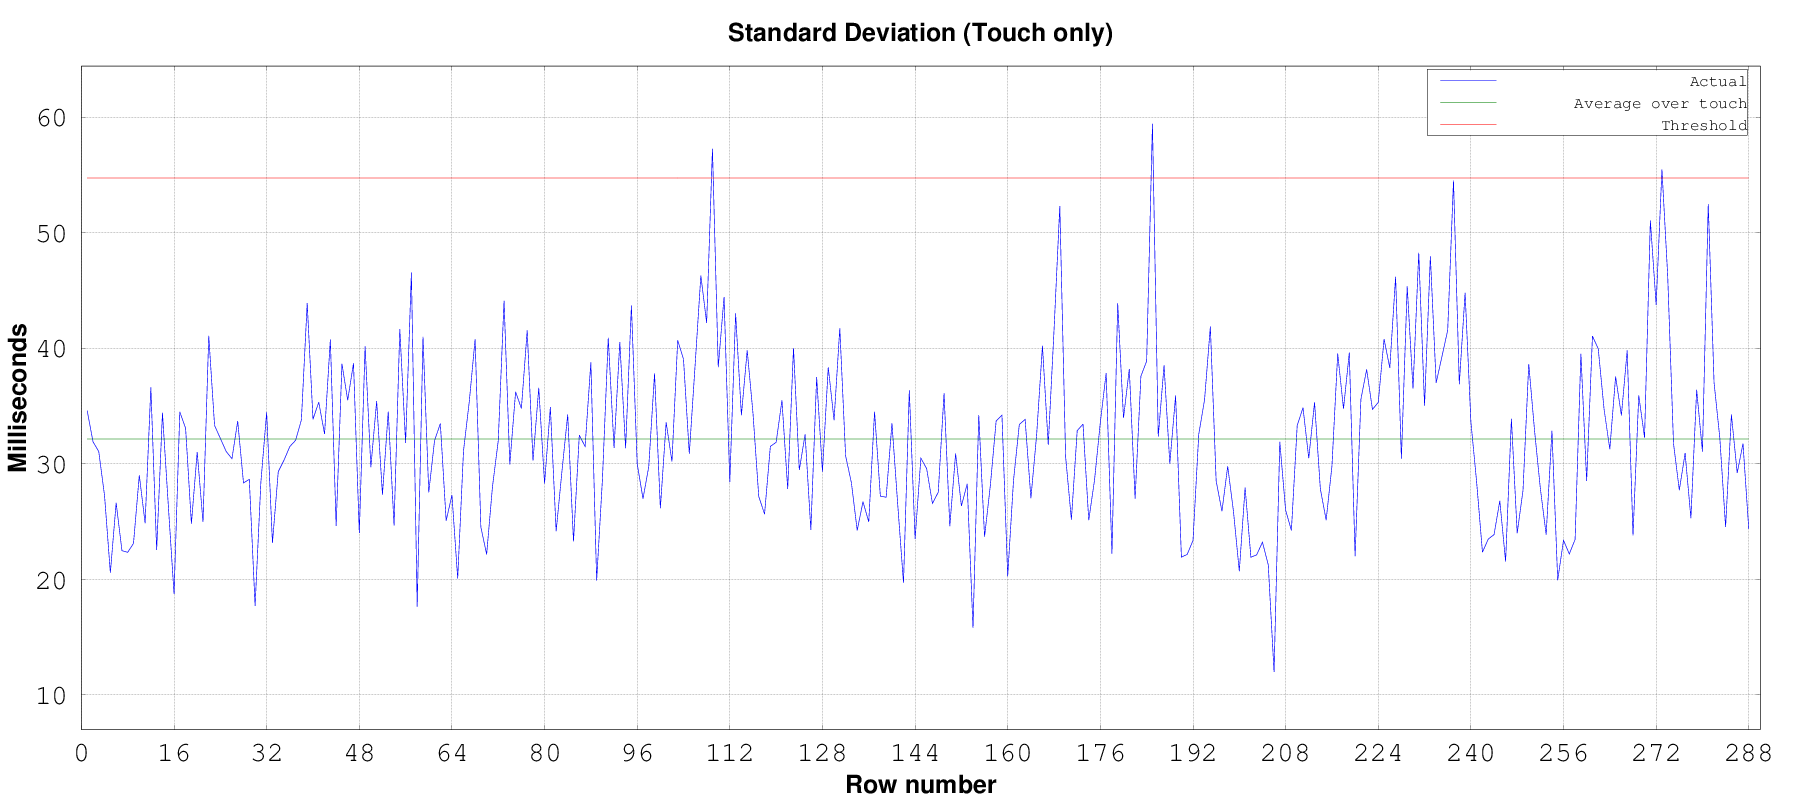 Standard Deviation (Touch only)
Actual
Average over touch
Threshold
60
50
40
30
20
10
Milliseconds
0 16 32 48 64 80 96 112 128 144 160 176 192 208 224 240 256 272 288
Row number